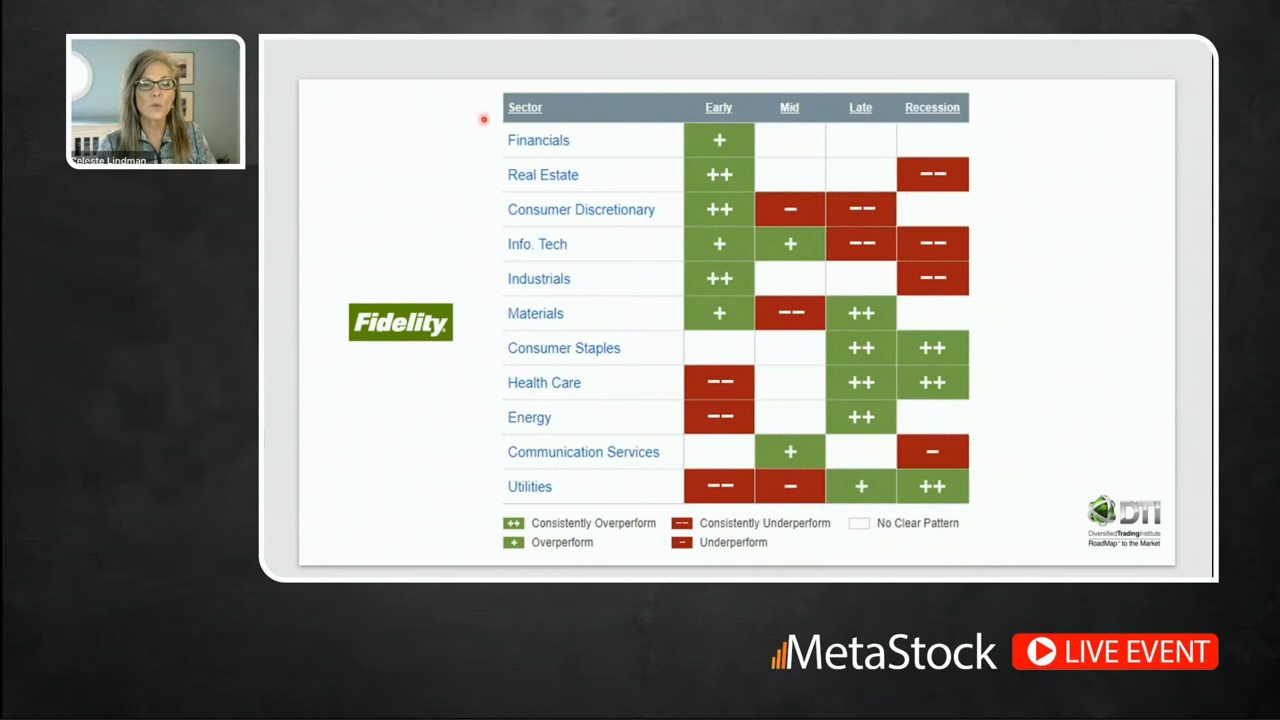 Celeste Lindman
Sector Early Mid Late Recession
Financials +
Real Estate ++ --
Consumer Discretionary ++ - --
Info. Tech + + -- --
Industrials ++ --
Materials + -- ++
Consumer Staples ++ ++
Health Care -- ++ ++
Energy -- ++
Communication Services + -
Utilities -- - + ++
++ Consistently Overperform -- Consistently Underperform No Clear Pattern
+ Overperform - Underperform
Fidelity
DTI
DiversifiedTradingInstitute
RoadMap™ to the Market
MetaStock LIVE EVENT